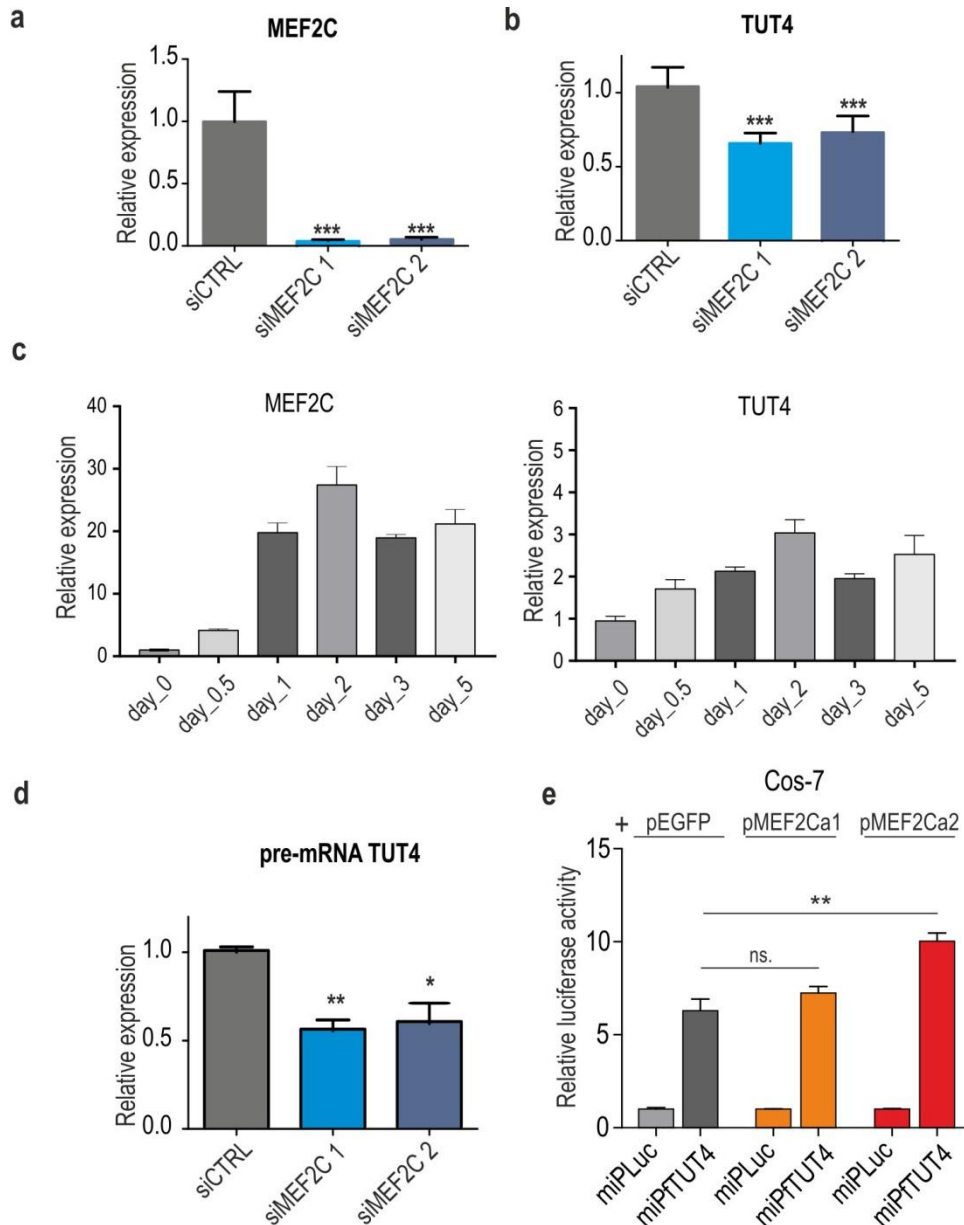 a
MEF2C
Relative expression
1.5
1.0
0.5
0.0
***
***
siCTRL
siMEF2C 1
siMEF2C 2
b
TUT4
Relative expression
1.0
0.5
0.0
***
***
siCTRL
siMEF2C 1
siMEF2C 2
c
MEF2C
Relative expression
40
30
20
10
0
day_0
day_0.5
day_1
day_2
day_3
day_5
TUT4
Relative expression
6
5
4
3
2
1
0
day_0
day_0.5
day_1
day_2
day_3
day_5
d
pre-mRNA TUT4
Relative expression
1.0
0.5
0.0
**
*
siCTRL
siMEF2C 1
siMEF2C 2
e
Cos-7
+ pEGFP pMEF2Ca1 pMEF2Ca2
Relative luciferase activity
15
10
5
0
**
ns.
miPLuc
miPfTUT4
miPLuc
miPfTUT4
miPLuc
miPfTUT4